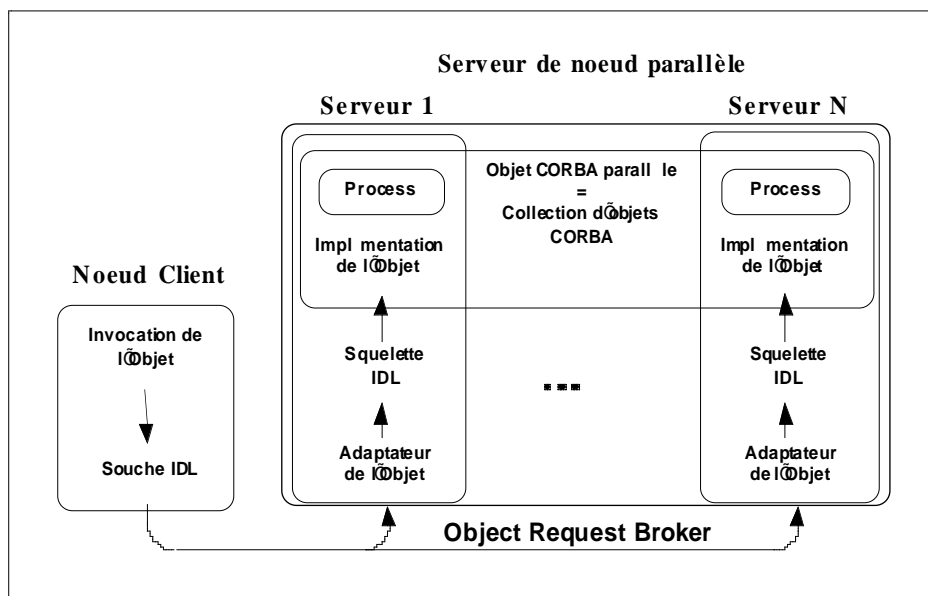 Serveur de noeud parallèle
Serveur 1
Serveur N
Process
Objet CORBA parall le
=
Collection dÕobjets
CORBA
Process
Impl mentation
de lÕObjet
Impl mentation
de lÕObjet
Noeud Client
Invocation de
lÕObjet
Squelette
IDL
...
Squelette
IDL
Souche IDL
Adaptateur
de lÕObjet
Adaptateur
de lÕObjet
Object Request Broker